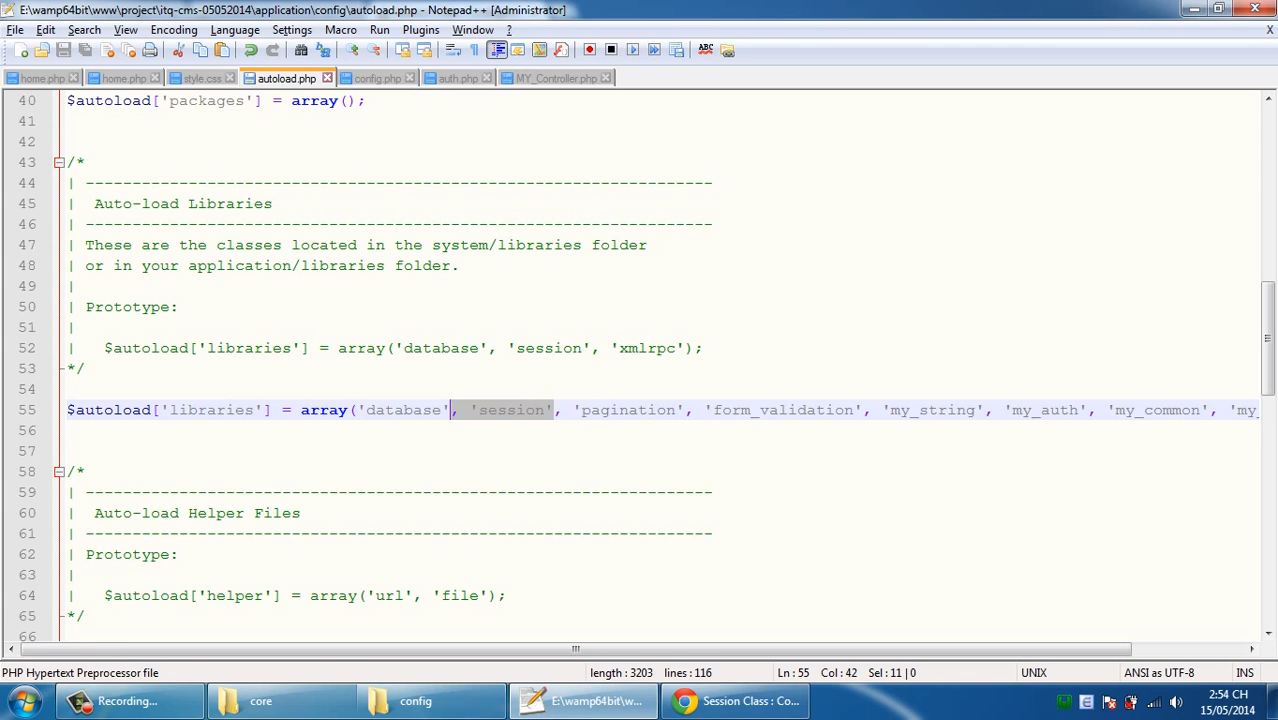 E:\wamp64bit\www\project\itq-cms-05052014\application\config\autoload.php - Notepad++ [Administrator]
File Edit Search View Encoding Language Settings Macro Run Plugins Window ? X
home.php home.php style.css autoload.php config.php auth.php MY_Controller.php
40 $autoload['packages'] = array();
41
42
43 /*
44 | -------------------------------------------------------------------
45 |  Auto-load Libraries
46 | -------------------------------------------------------------------
47 | These are the classes located in the system/libraries folder
48 | or in your application/libraries folder.
49 |
50 | Prototype:
51 |
52 |	$autoload['libraries'] = array('database', 'session', 'xmlrpc');
53 */
54
55 $autoload['libraries'] = array('database', 'session', 'pagination', 'form_validation', 'my_string', 'my_auth', 'my_common', 'my_
56
57
58 /*
59 | -------------------------------------------------------------------
60 |  Auto-load Helper Files
61 | -------------------------------------------------------------------
62 | Prototype:
63 |
64 |	$autoload['helper'] = array('url', 'file');
65 */
66
PHP Hypertext Preprocessor file length : 3203 lines : 116 Ln : 55 Col : 42 Sel : 11 | 0 UNIX ANSI as UTF-8 INS
Recording... core config E:\wamp64bit\w... Session Class : Co... 2:54 CH
15/05/2014